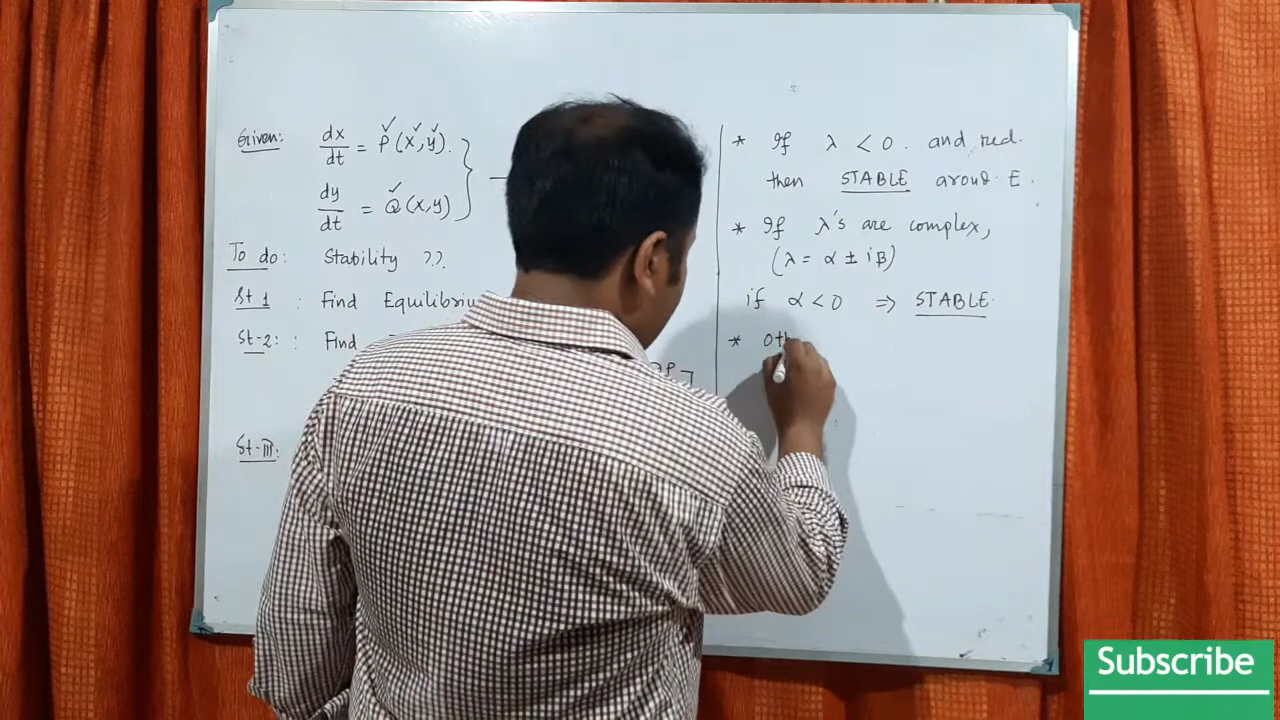 Given: dx/dt = P(x,y).
dy/dt = Q(x,y)
To do: Stability ??.
St 1 : Find Equilibriu
St-2: : Find
St-III:
* If λ < 0. and real.
then STABLE aroud E.
* If λ's are complex,
(λ = α ± iβ)
if α < 0 ⇒ STABLE.
* oth
Subscribe